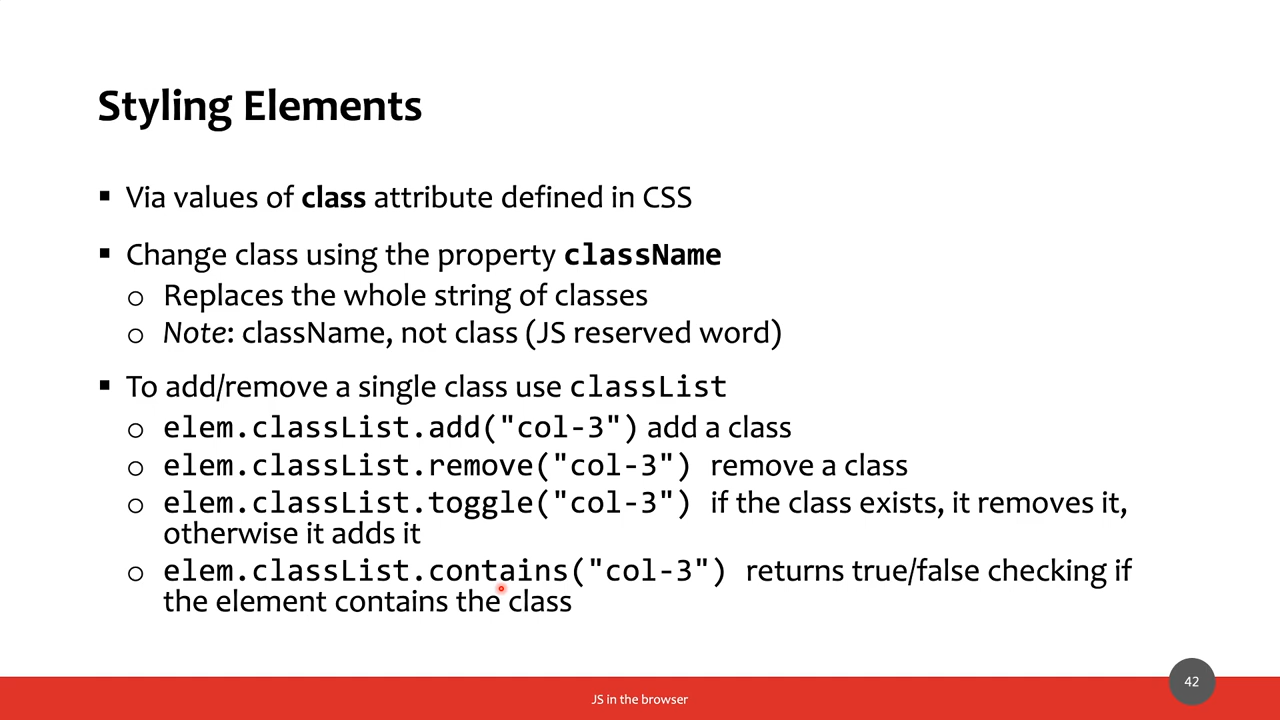 Styling Elements
▪ Via values of class attribute defined in CSS
▪ Change class using the property className
o Replaces the whole string of classes
o Note: className, not class (JS reserved word)
▪ To add/remove a single class use classList
o elem.classList.add("col-3") add a class
o elem.classList.remove("col-3") remove a class
o elem.classList.toggle("col-3") if the class exists, it removes it,
otherwise it adds it
o elem.classList.contains("col-3") returns true/false checking if
the element contains the class
42
JS in the browser